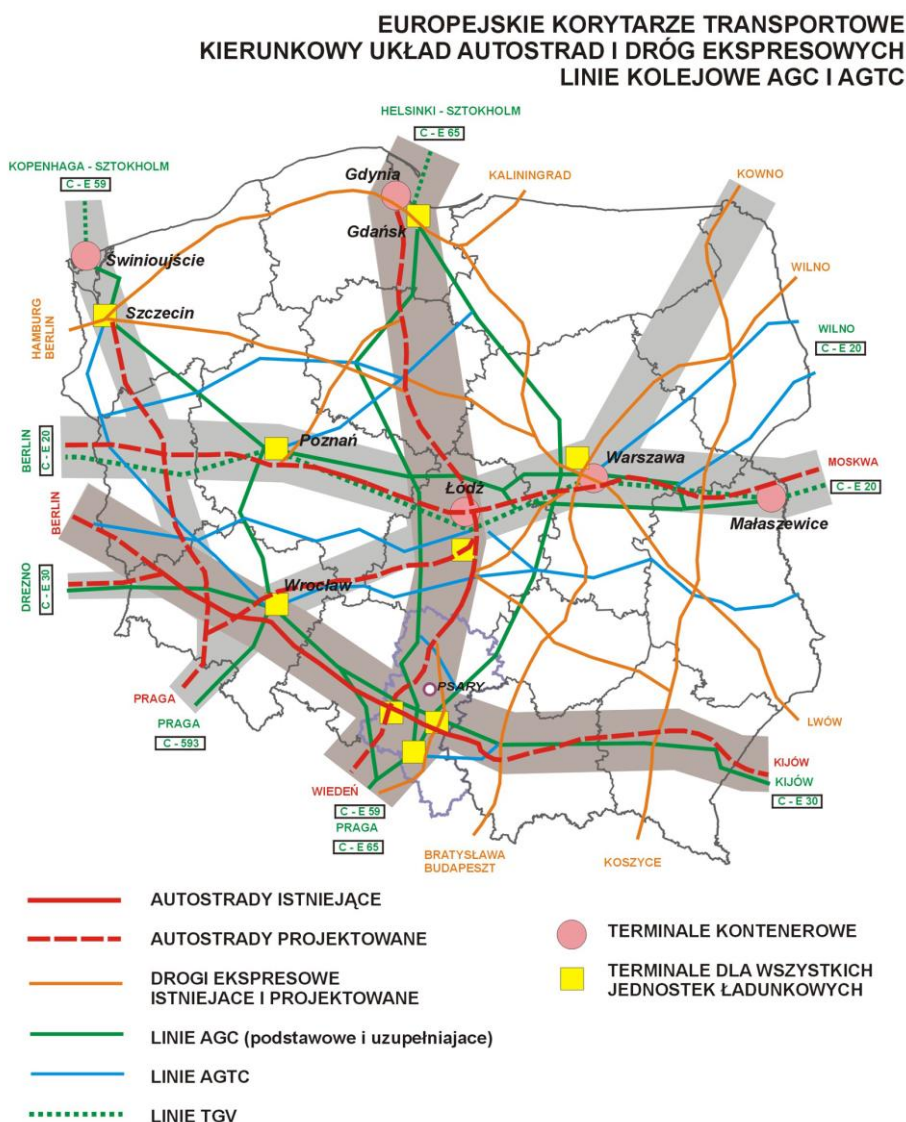 EUROPEJSKIE KORYTARZE TRANSPORTOWE
KIERUNKOWY UKŁAD AUTOSTRAD I DRÓG EKSPRESOWYCH
LINIE KOLEJOWE AGC I AGTC
HELSINKI - SZTOKHOLM
C - E 65
KOPENHAGA - SZTOKHOLM
C - E 59
Gdynia
KALININGRAD
KOWNO
Gdańsk
Świnioujście
WILNO
Szczecin
HAMBURG
BERLIN
WILNO
C - E 20
BERLIN
C - E 20
Poznań
Warszawa
MOSKWA
C - E 20
Łódź
Małaszewice
BERLIN
DREZNO
C - E 30
Wrocław
PSARY
PRAGA
PRAGA
C - 593
LWÓW
WIEDEŃ
C - E 59
PRAGA
C - E 65
KIJÓW
KIJÓW
C - E 30
BRATYSŁAWA
BUDAPESZT
KOSZYCE
AUTOSTRADY ISTNIEJĄCE
AUTOSTRADY PROJEKTOWANE
DROGI EKSPRESOWE
ISTNIEJACE I PROJEKTOWANE
LINIE AGC (podstawowe i uzupełniajace)
LINIE AGTC
LINIE TGV
TERMINALE KONTENEROWE
TERMINALE DLA WSZYSTKICH
JEDNOSTEK ŁADUNKOWYCH